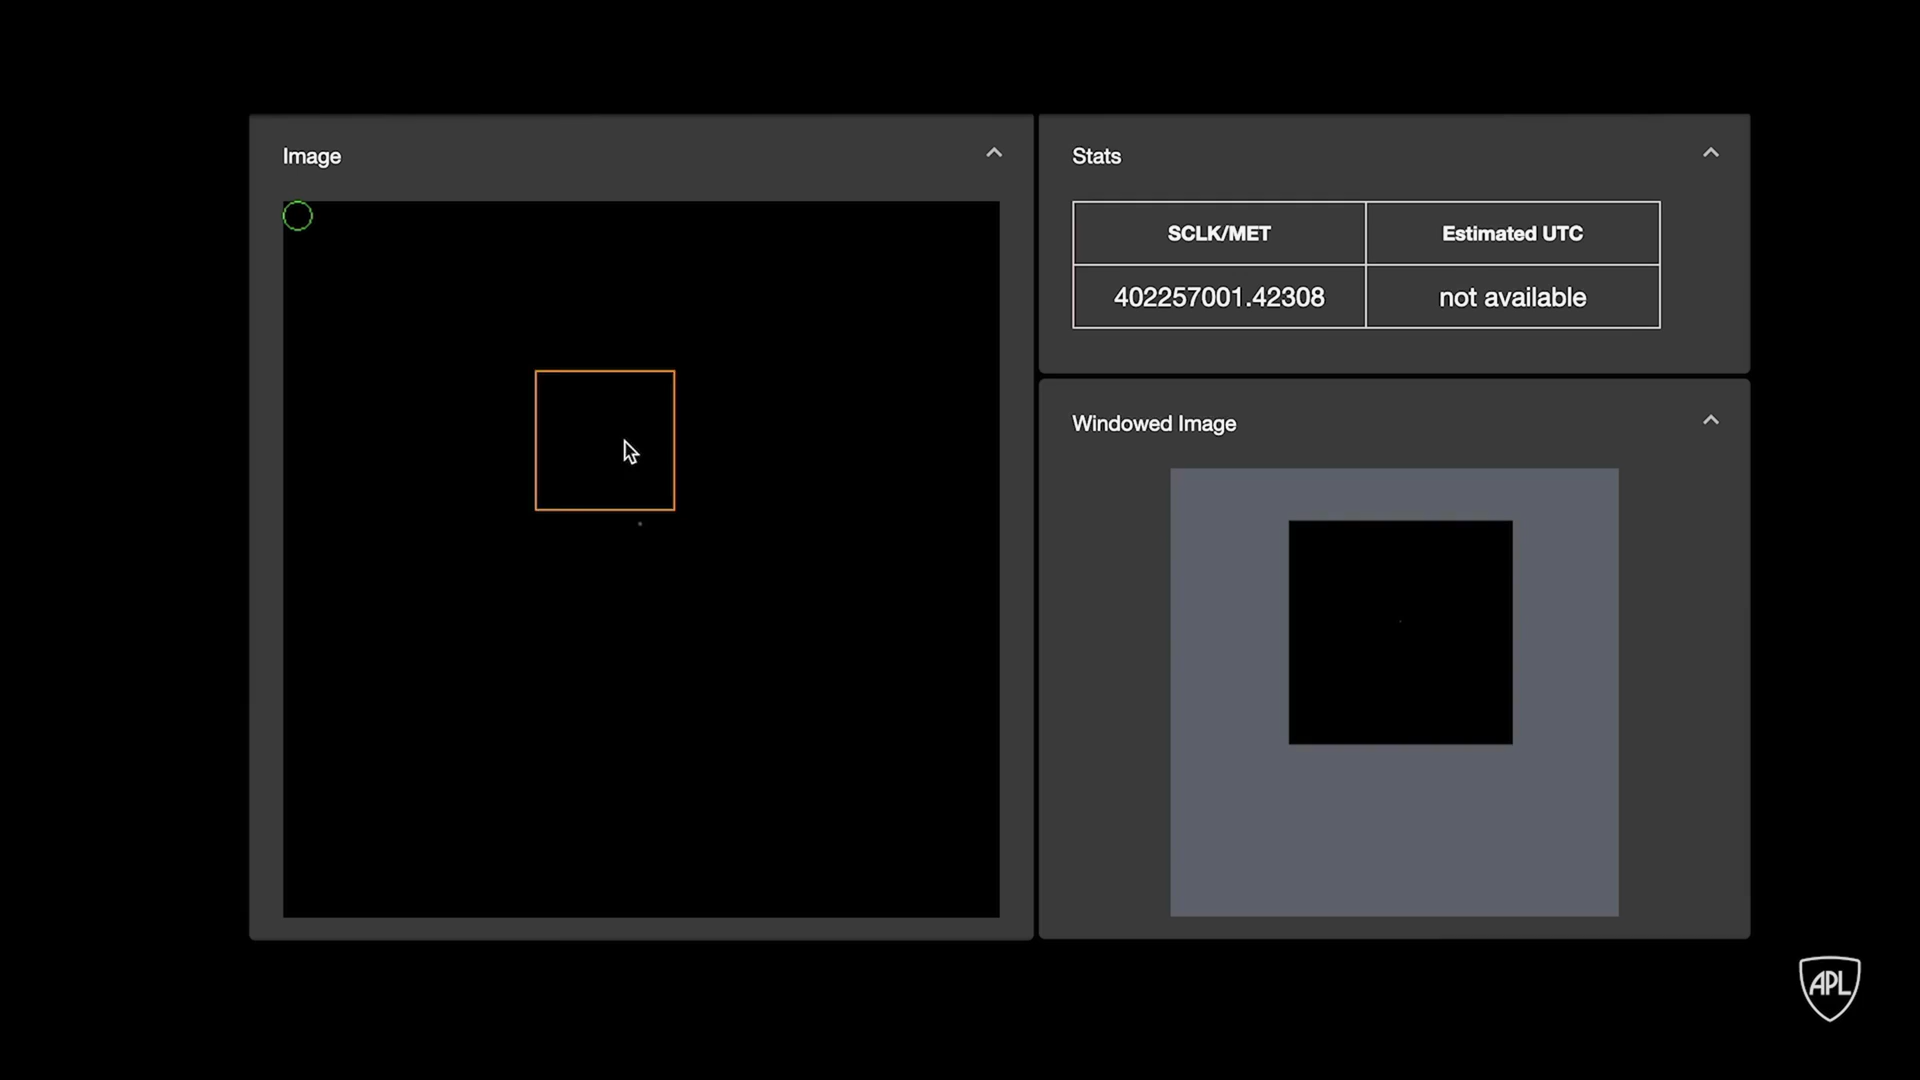 Image
Stats
SCLK/MET
Estimated UTC
402257001.42308
not available
Windowed Image
APL